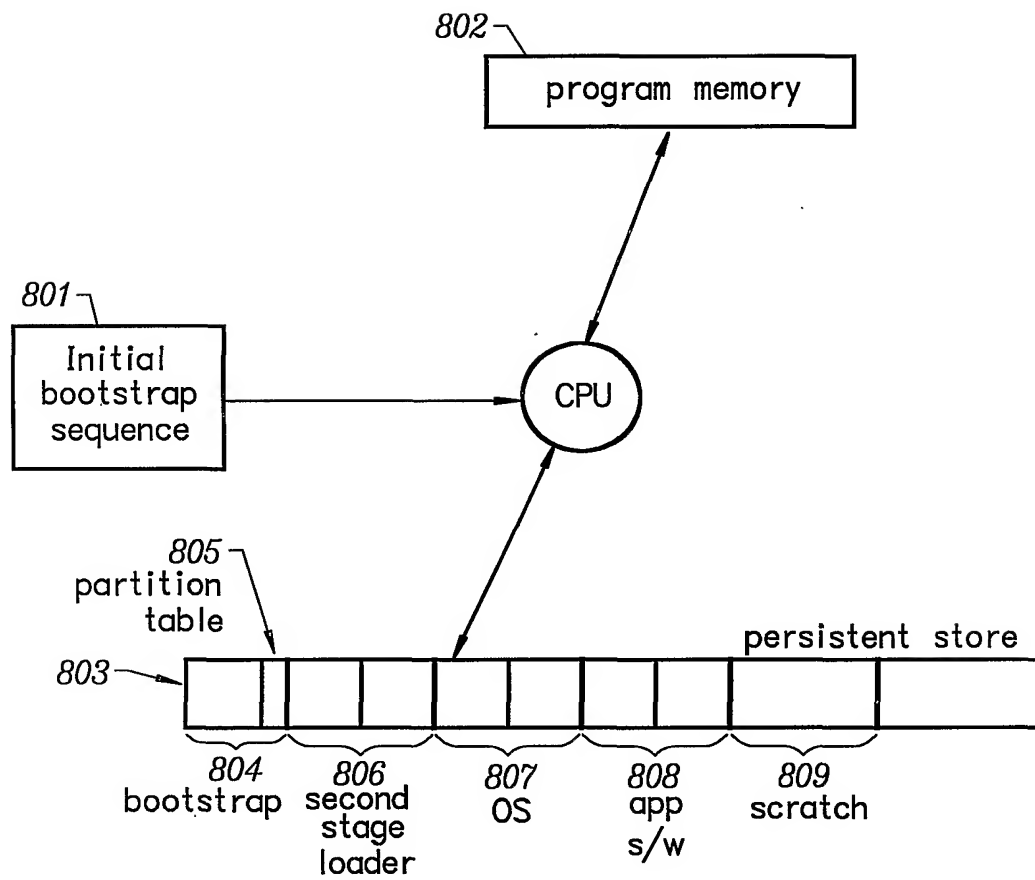 802
program memory
801
Initial
bootstrap
sequence
CPU
805
partition
table
persistent store
803
804
bootstrap
806
second
stage
loader
807
OS
808
app
s/w
809
scratch